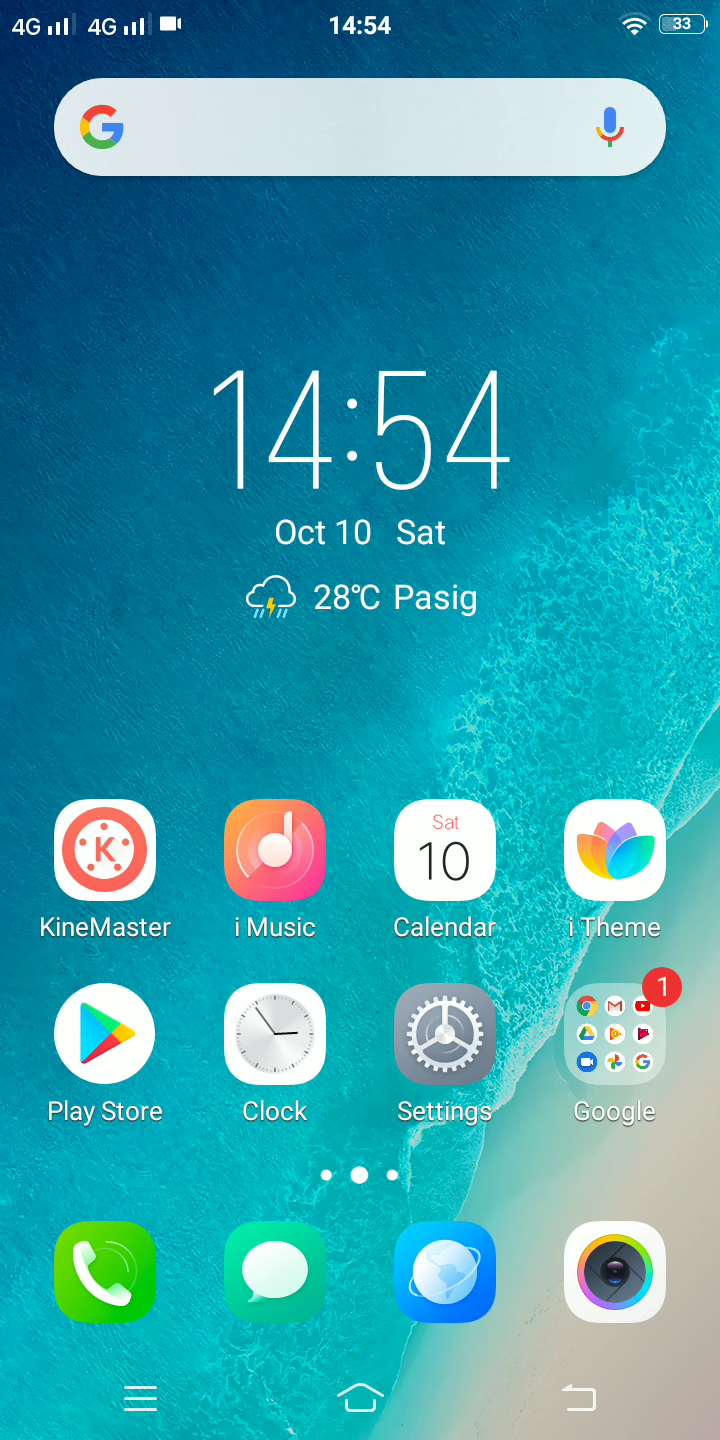 4G 4G 14:54 33
14:54
Oct 10 Sat
28℃ Pasig
Sat
10
K
KineMaster i Music Calendar i Theme
1
Play Store Clock Settings Google